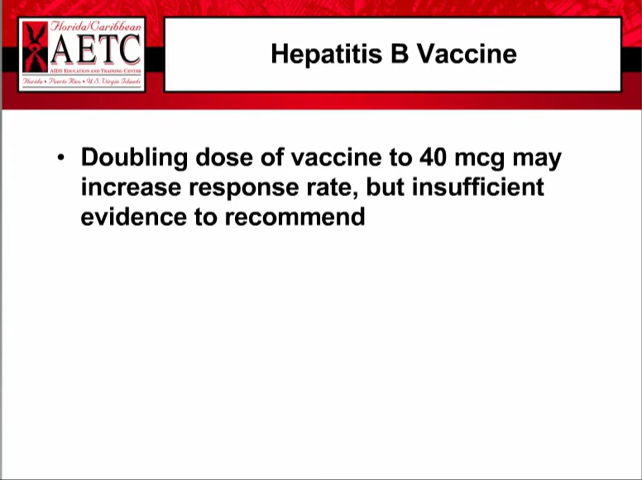 Florida/Caribbean
AETC
AIDS EDUCATION AND TRAINING CENTER
Florida • Puerto Rico • U.S. Virgin Islands
Hepatitis B Vaccine
• Doubling dose of vaccine to 40 mcg may
increase response rate, but insufficient
evidence to recommend